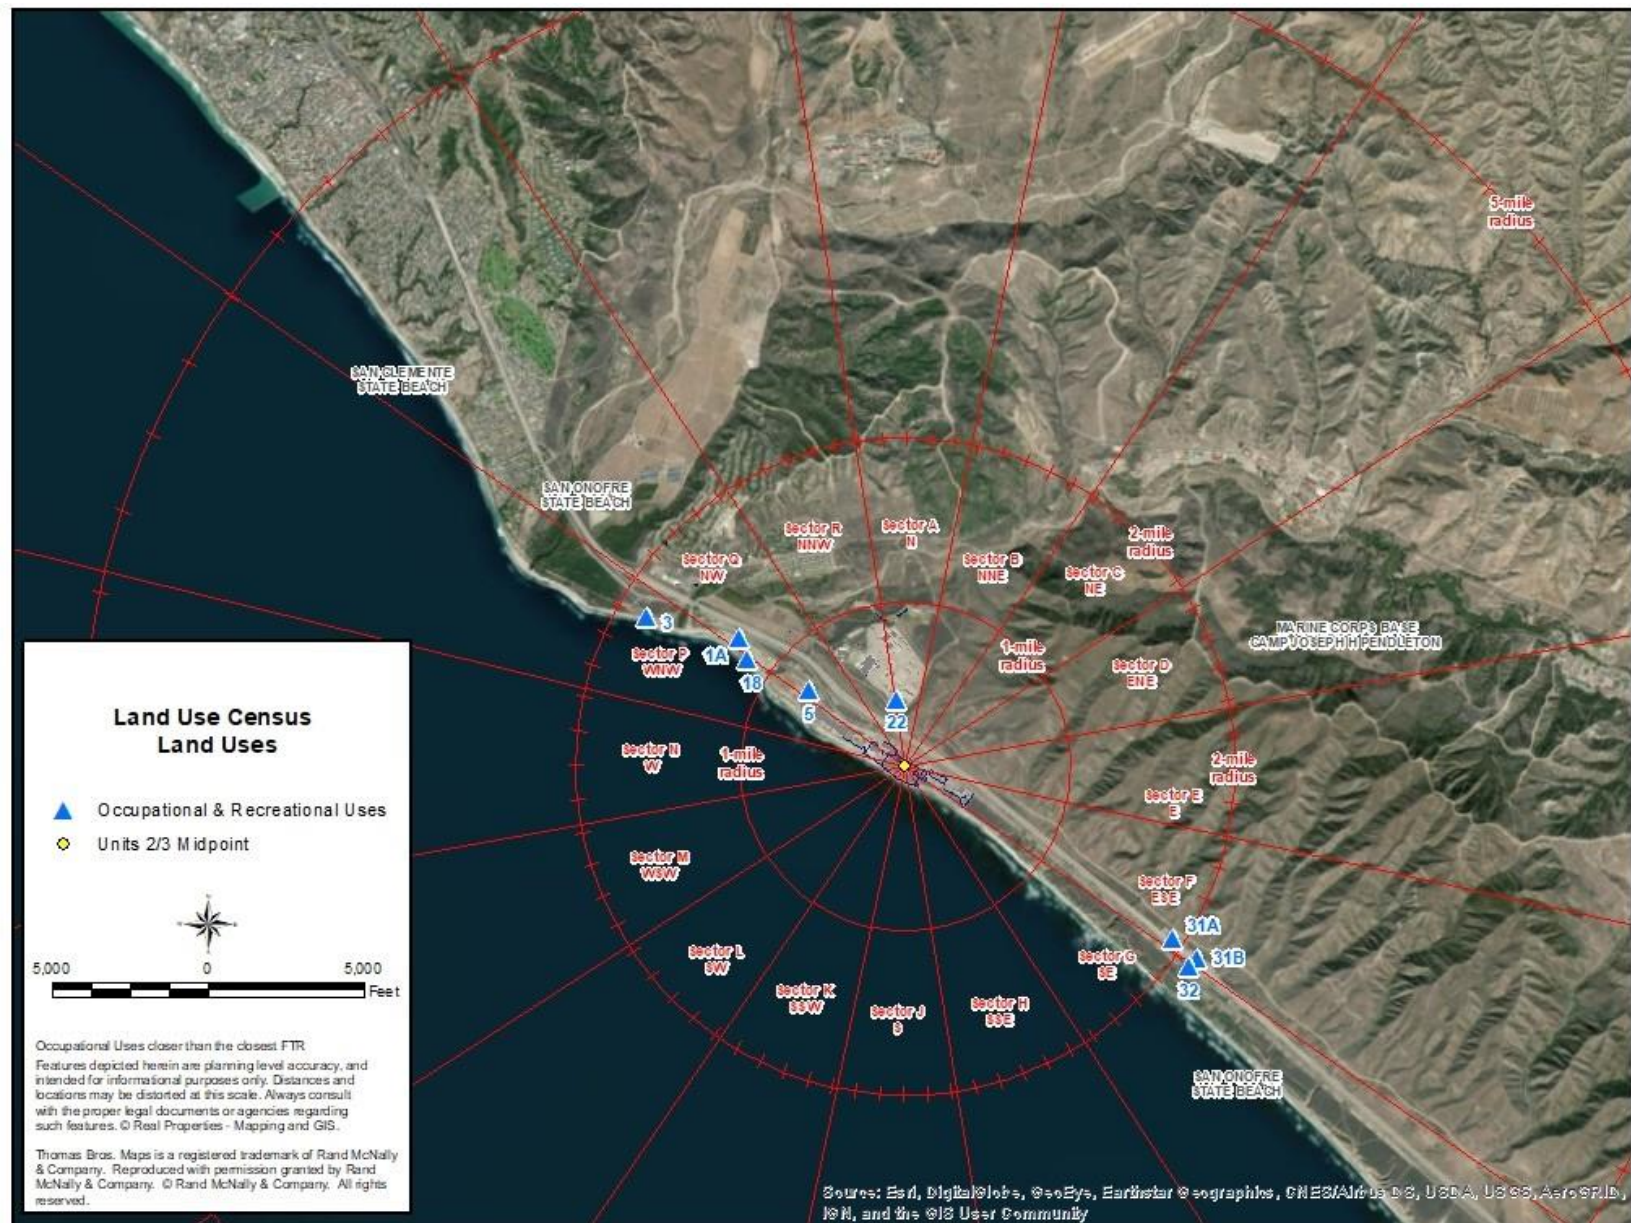 5-mile
radius
SAN CLEMENTE
STATE BEACH
SAN ONOFRE
STATE BEACH
Sector R
NNW
Sector A
N
Sector Q
NW
Sector B
NNE
2-mile
radius
Sector C
NE
MARINE CORPS BASE
CAMP JOSEPH H PENDLETON
3
1A
18
5
22
1-mile
radius
Sector D
ENE
Sector P
WNW
Sector N
W
1-mile
radius
2-mile
radius
Sector E
E
Sector M
WSW
Sector F
ESE
31A
31B
32
Sector L
SW
Sector G
SE
Sector K
SSW
Sector J
S
Sector H
SSE
SAN ONOFRE
STATE BEACH
Land Use Census
Land Uses
Occupational & Recreational Uses
Units 2/3 Midpoint
N
5,000 0 5,000
Feet
Occupational Uses closer than the closest FTR
Features depicted herein are planning level accuracy, and
intended for informational purposes only. Distances and
locations may be distorted at this scale. Always consult
with the proper legal documents or agencies regarding
such features. © Real Properties - Mapping and GIS.
Thomas Bros. Maps is a registered trademark of Rand McNally
& Company. Reproduced with permission granted by Rand
McNally & Company. © Rand McNally & Company. All rights
reserved.
Source: Esri, DigitalGlobe, GeoEye, Earthstar Geographics, CNES/Airbus DS, USDA, USGS, AeroGRID,
IGN, and the GIS User Community